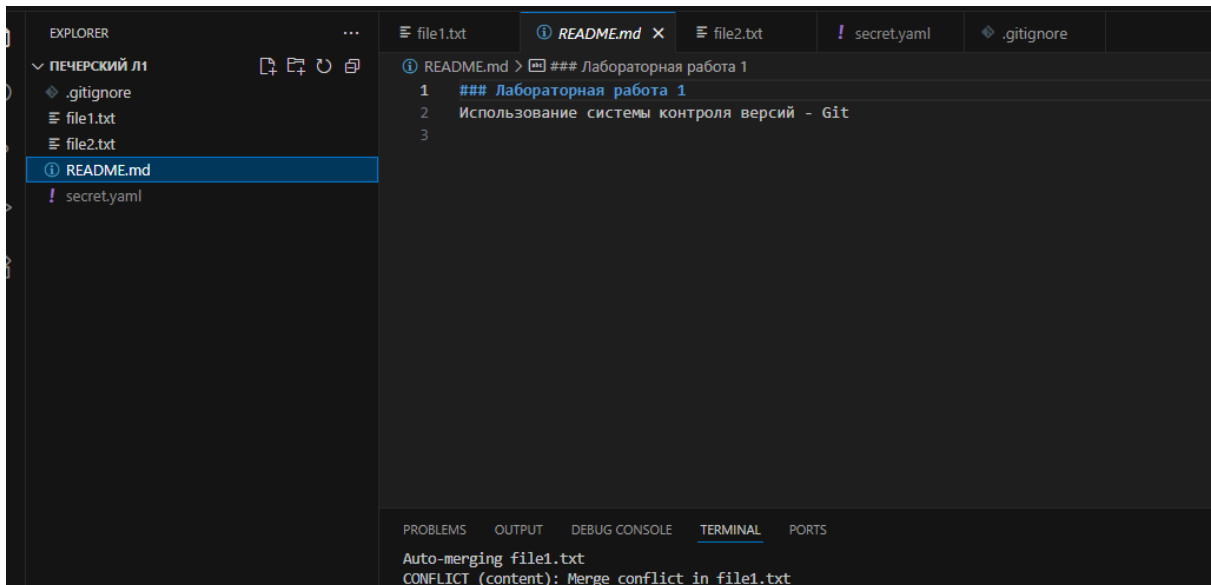 EXPLORER
ПЕЧЕРСКИЙ Л1
.gitignore
file1.txt
file2.txt
README.md
secret.yaml
file1.txt README.md file2.txt secret.yaml .gitignore
README.md > ### Лабораторная работа 1
1 ### Лабораторная работа 1
2 Использование системы контроля версий - Git
3
PROBLEMS OUTPUT DEBUG CONSOLE TERMINAL PORTS
Auto-merging file1.txt
CONFLICT (content): Merge conflict in file1.txt